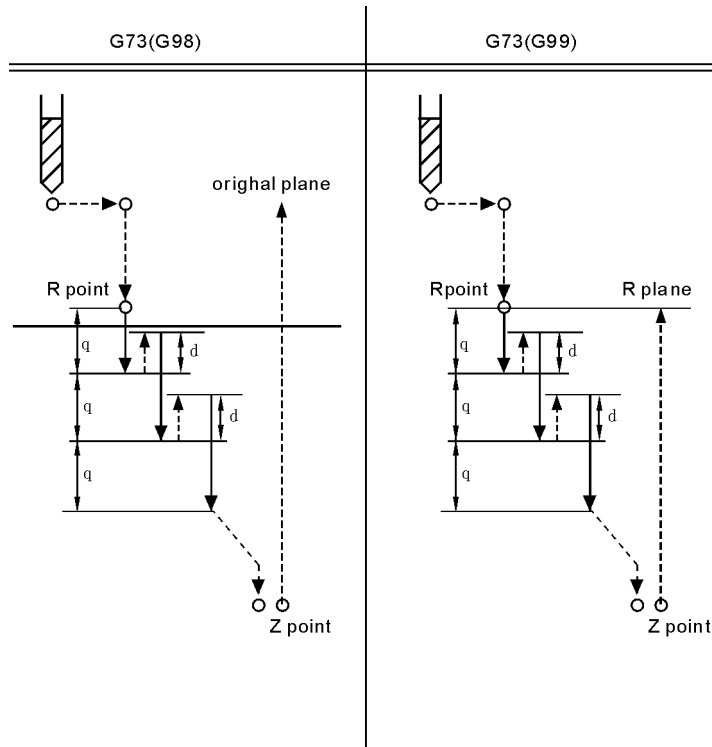 G73(G98)
orighal plane
R point
q
d
q
d
q
Z point
G73(G99)
Rpoint
R plane
q
d
q
d
q
Z point